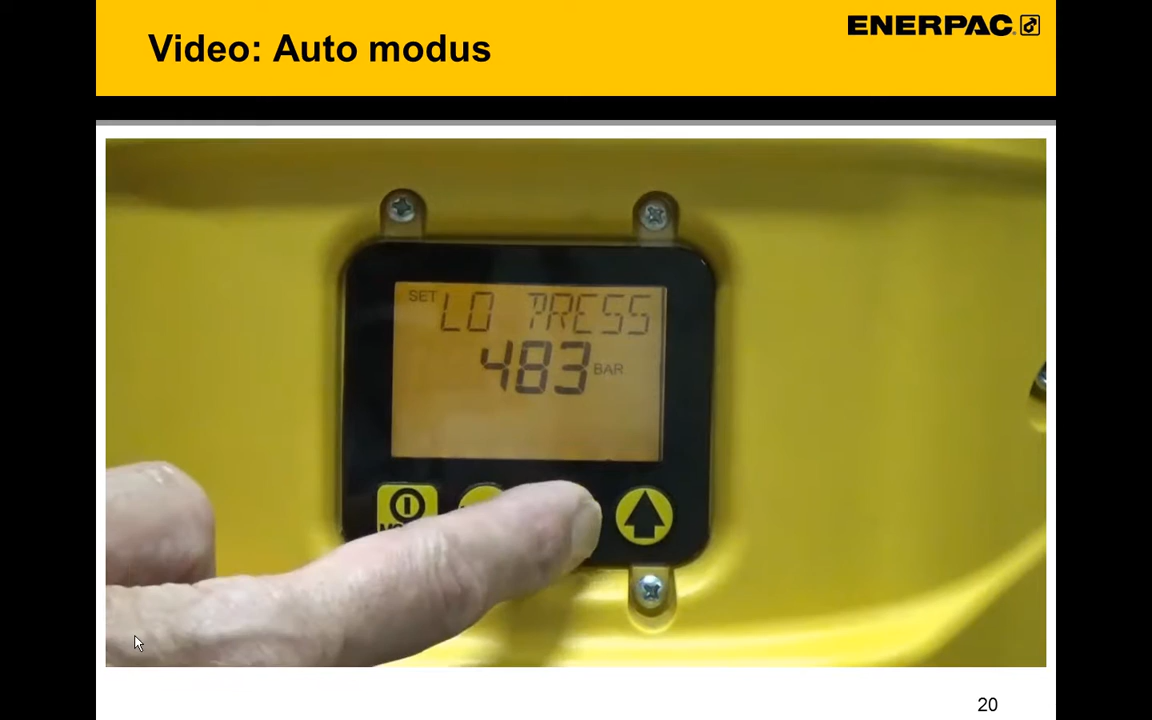 Video: Auto modus
ENERPAC
SET
LO PRESS
483 BAR
20